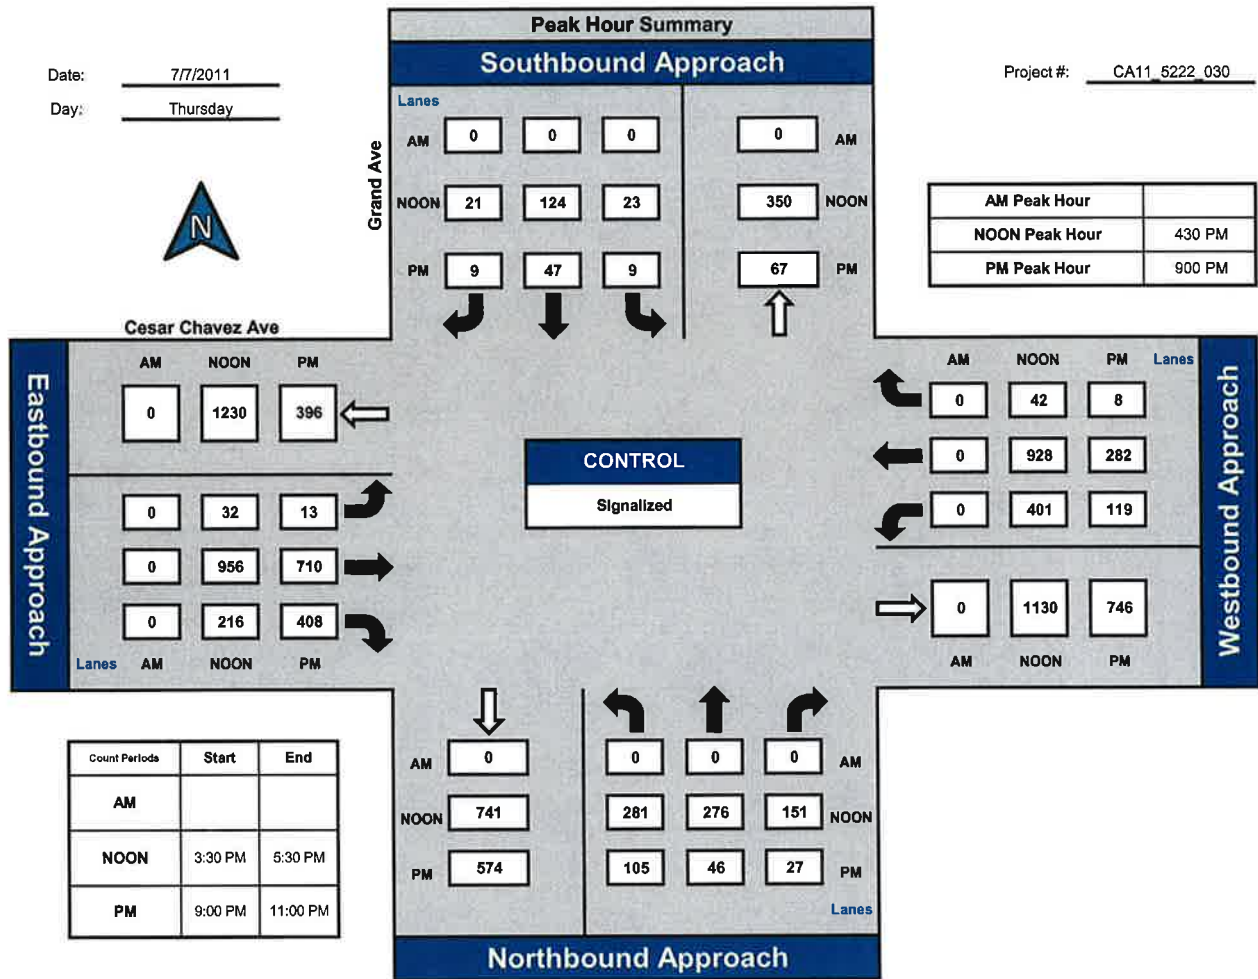 Peak Hour Summary
Southbound Approach
Date: 7/7/2011
Day: Thursday
Project #: CA11_5222_030
N
Grand Ave
Lanes
AM 0 0 0 0 AM
NOON 21 124 23 350 NOON
PM 9 47 9 67 PM
AM Peak Hour
NOON Peak Hour 430 PM
PM Peak Hour 900 PM
Cesar Chavez Ave
Eastbound Approach
AM NOON PM
0 1230 396
0 32 13
0 956 710
0 216 408
Lanes AM NOON PM
CONTROL
Signalized
AM NOON PM Lanes
0 42 8
0 928 282
0 401 119
0 1130 746
AM NOON PM
Westbound Approach
Count Periods Start End
AM
NOON 3:30 PM 5:30 PM
PM 9:00 PM 11:00 PM
AM 0 0 0 0 AM
NOON 741 281 276 151 NOON
PM 574 105 46 27 PM
Lanes
Northbound Approach